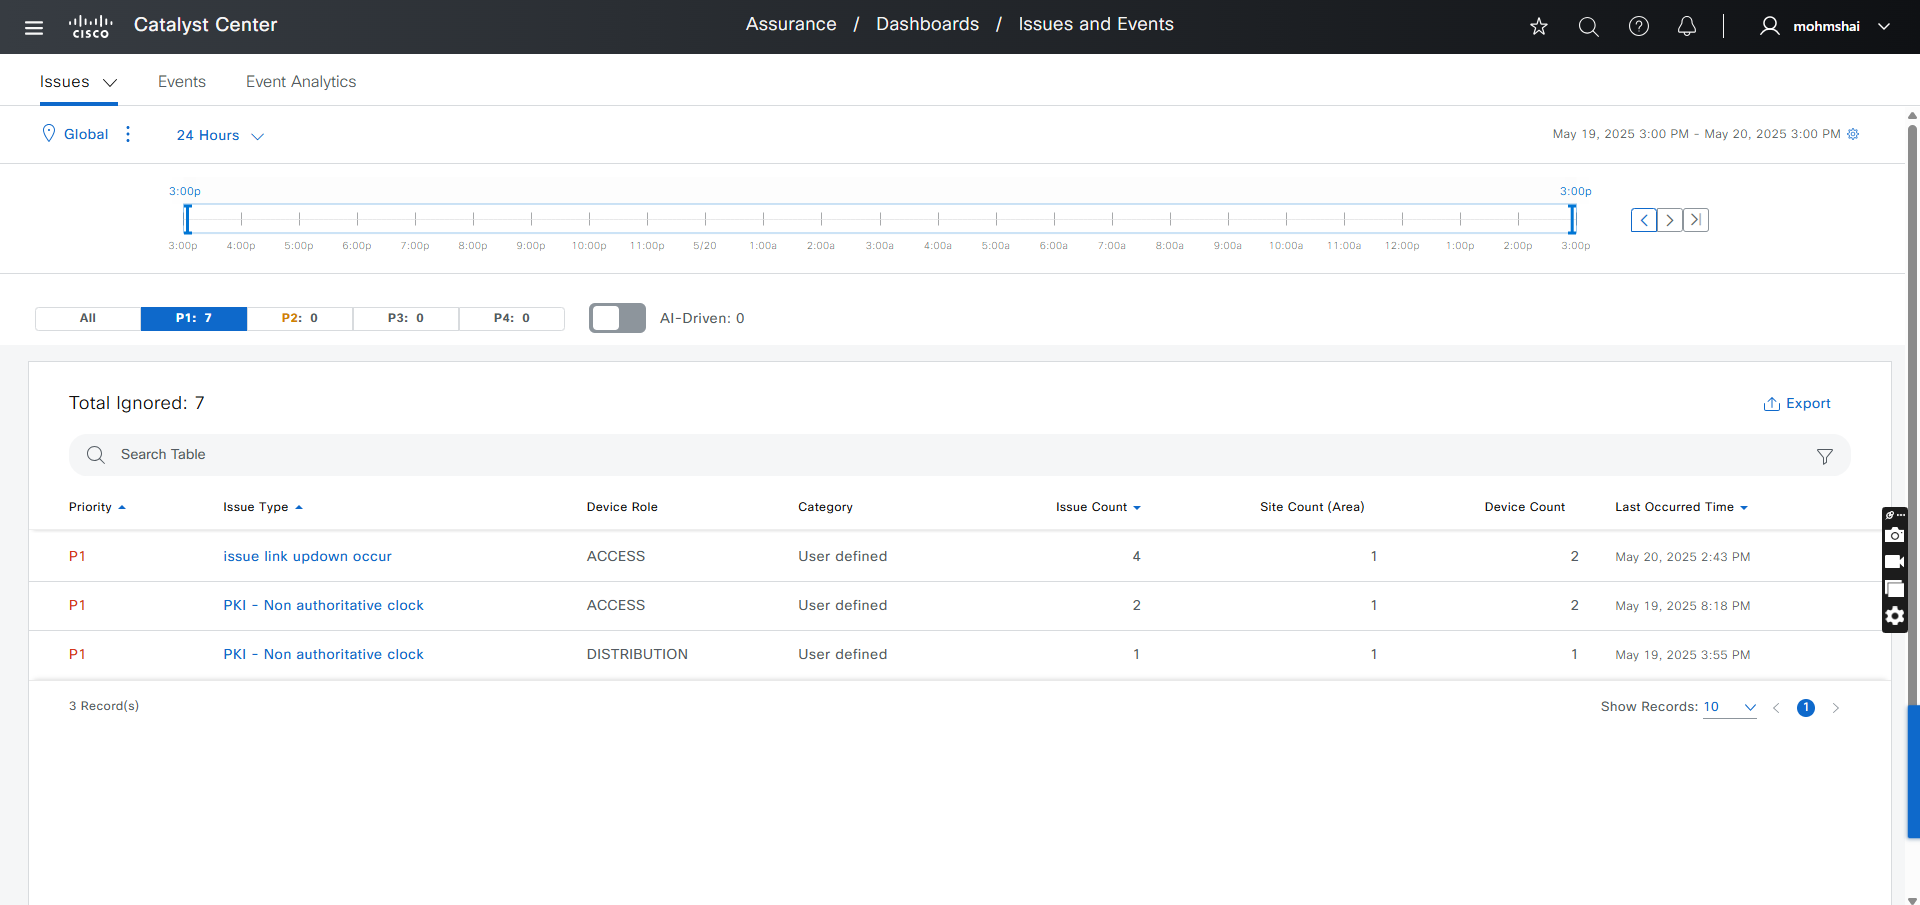 cisco Catalyst Center Assurance / Dashboards / Issues and Events mohmshai
Issues Events Event Analytics
Global 24 Hours May 19, 2025 3:00 PM - May 20, 2025 3:00 PM
3:00p 3:00p
3:00p 4:00p 5:00p 6:00p 7:00p 8:00p 9:00p 10:00p 11:00p 5/20 1:00a 2:00a 3:00a 4:00a 5:00a 6:00a 7:00a 8:00a 9:00a 10:00a 11:00a 12:00p 1:00p 2:00p 3:00p
All P1: 7 P2: 0 P3: 0 P4: 0 AI-Driven: 0
Total Ignored: 7 Export
Search Table
Priority Issue Type Device Role Category Issue Count Site Count (Area) Device Count Last Occurred Time
P1 issue link updown occur ACCESS User defined 4 1 2 May 20, 2025 2:43 PM
P1 PKI - Non authoritative clock ACCESS User defined 2 1 2 May 19, 2025 8:18 PM
P1 PKI - Non authoritative clock DISTRIBUTION User defined 1 1 1 May 19, 2025 3:55 PM
3 Record(s) Show Records: 10 1